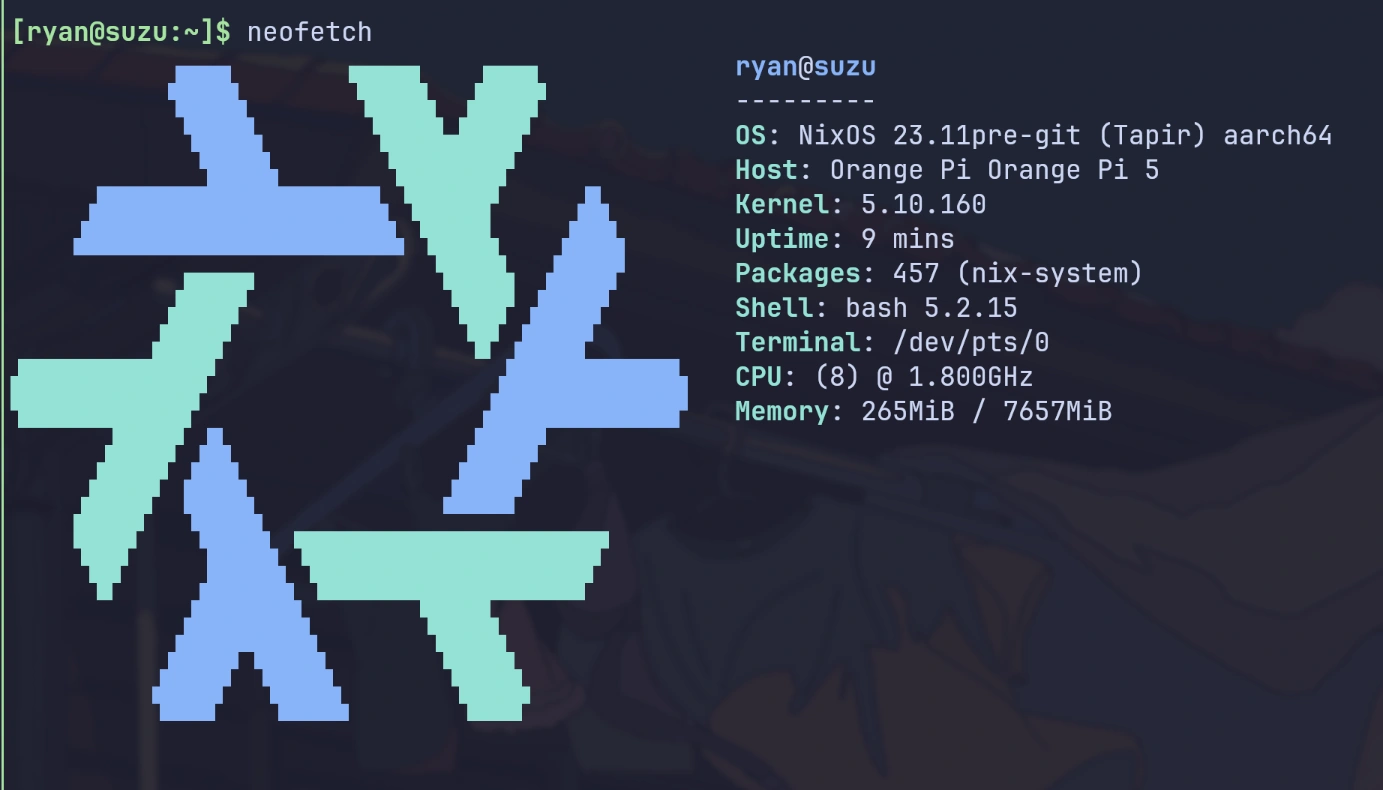 [ryan@suzu:~]$ neofetch
ryan@suzu
---------
OS: NixOS 23.11pre-git (Tapir) aarch64
Host: Orange Pi Orange Pi 5
Kernel: 5.10.160
Uptime: 9 mins
Packages: 457 (nix-system)
Shell: bash 5.2.15
Terminal: /dev/pts/0
CPU: (8) @ 1.800GHz
Memory: 265MiB / 7657MiB